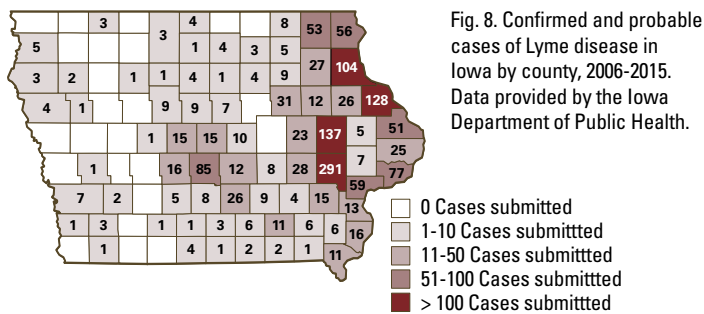 3 4 8 53 56
5 3 1 4 3 5 27 104
3 2 1 1 4 1 4 9
4 1 9 9 7 31 12 26 128
1 15 15 10 23 137 5 51
25
1 16 85 12 8 28 291 7 77
59
7 2 5 8 26 9 4 15 13
1 3 1 1 3 6 11 6 6 16
1 4 1 2 2 1 11
Fig. 8. Confirmed and probable
cases of Lyme disease in
Iowa by county, 2006-2015.
Data provided by the Iowa
Department of Public Health.
0 Cases submitted
1-10 Cases submittted
11-50 Cases submittted
51-100 Cases submittted
> 100 Cases submittted